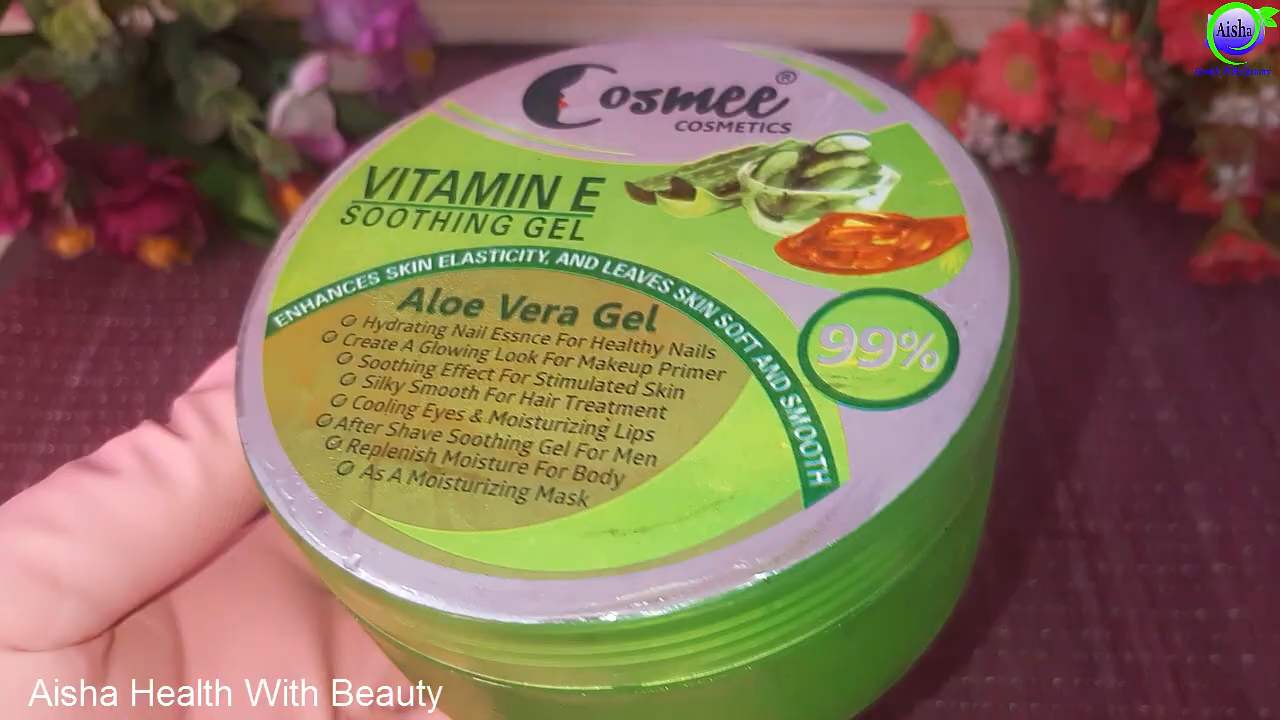 Aisha
Health With Beauty
Cosmee®
COSMETICS
VITAMIN E
SOOTHING GEL
ENHANCES SKIN ELASTICITY, AND LEAVES SKIN SOFT AND SMOOTH
Aloe Vera Gel
Hydrating Nail Essnce For Healthy Nails
Create A Glowing Look For Makeup Primer
Soothing Effect For Stimulated Skin
Silky Smooth For Hair Treatment
Cooling Eyes & Moisturizing Lips
After Shave Soothing Gel For Men
Replenish Moisture For Body
As A Moisturizing Mask
99%
Aisha Health With Beauty